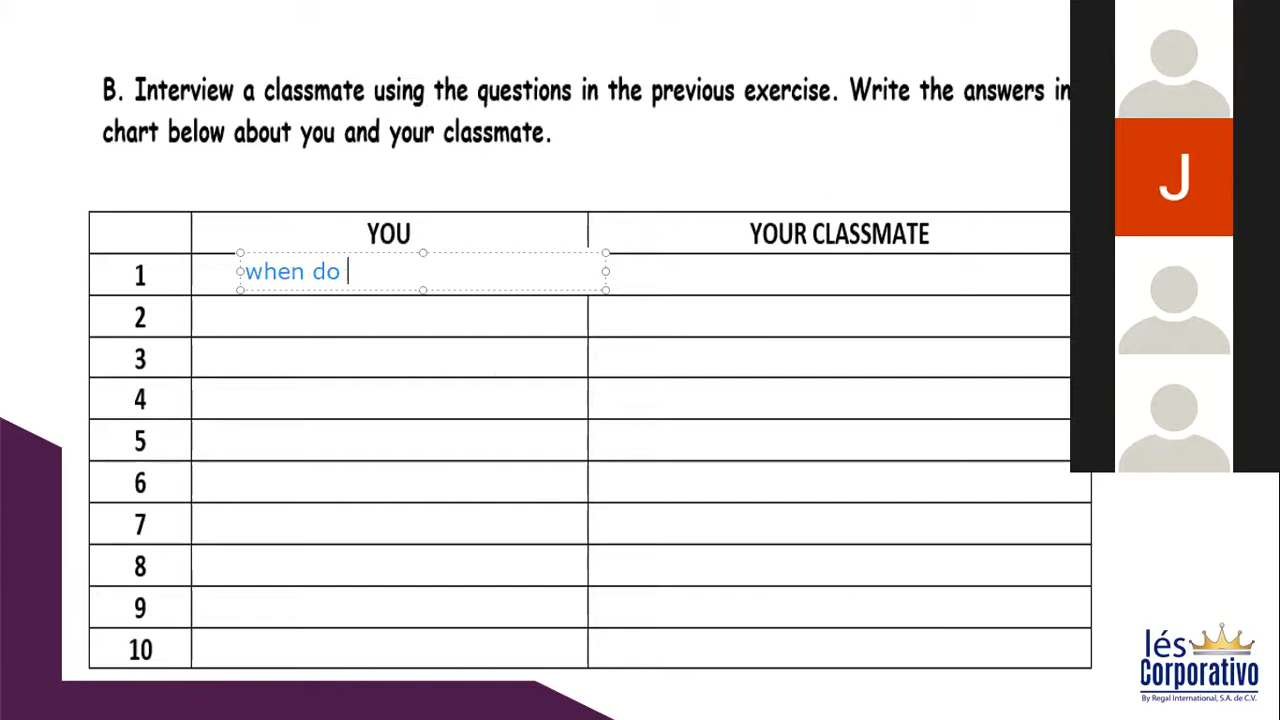 B. Interview a classmate using the questions in the previous exercise. Write the answers in
chart below about you and your classmate.
YOU YOUR CLASSMATE
1 when do
2
3
4
5
6
7
8
9
10
J
lés
Corporativo
By Regal International, S.A. de C.V.